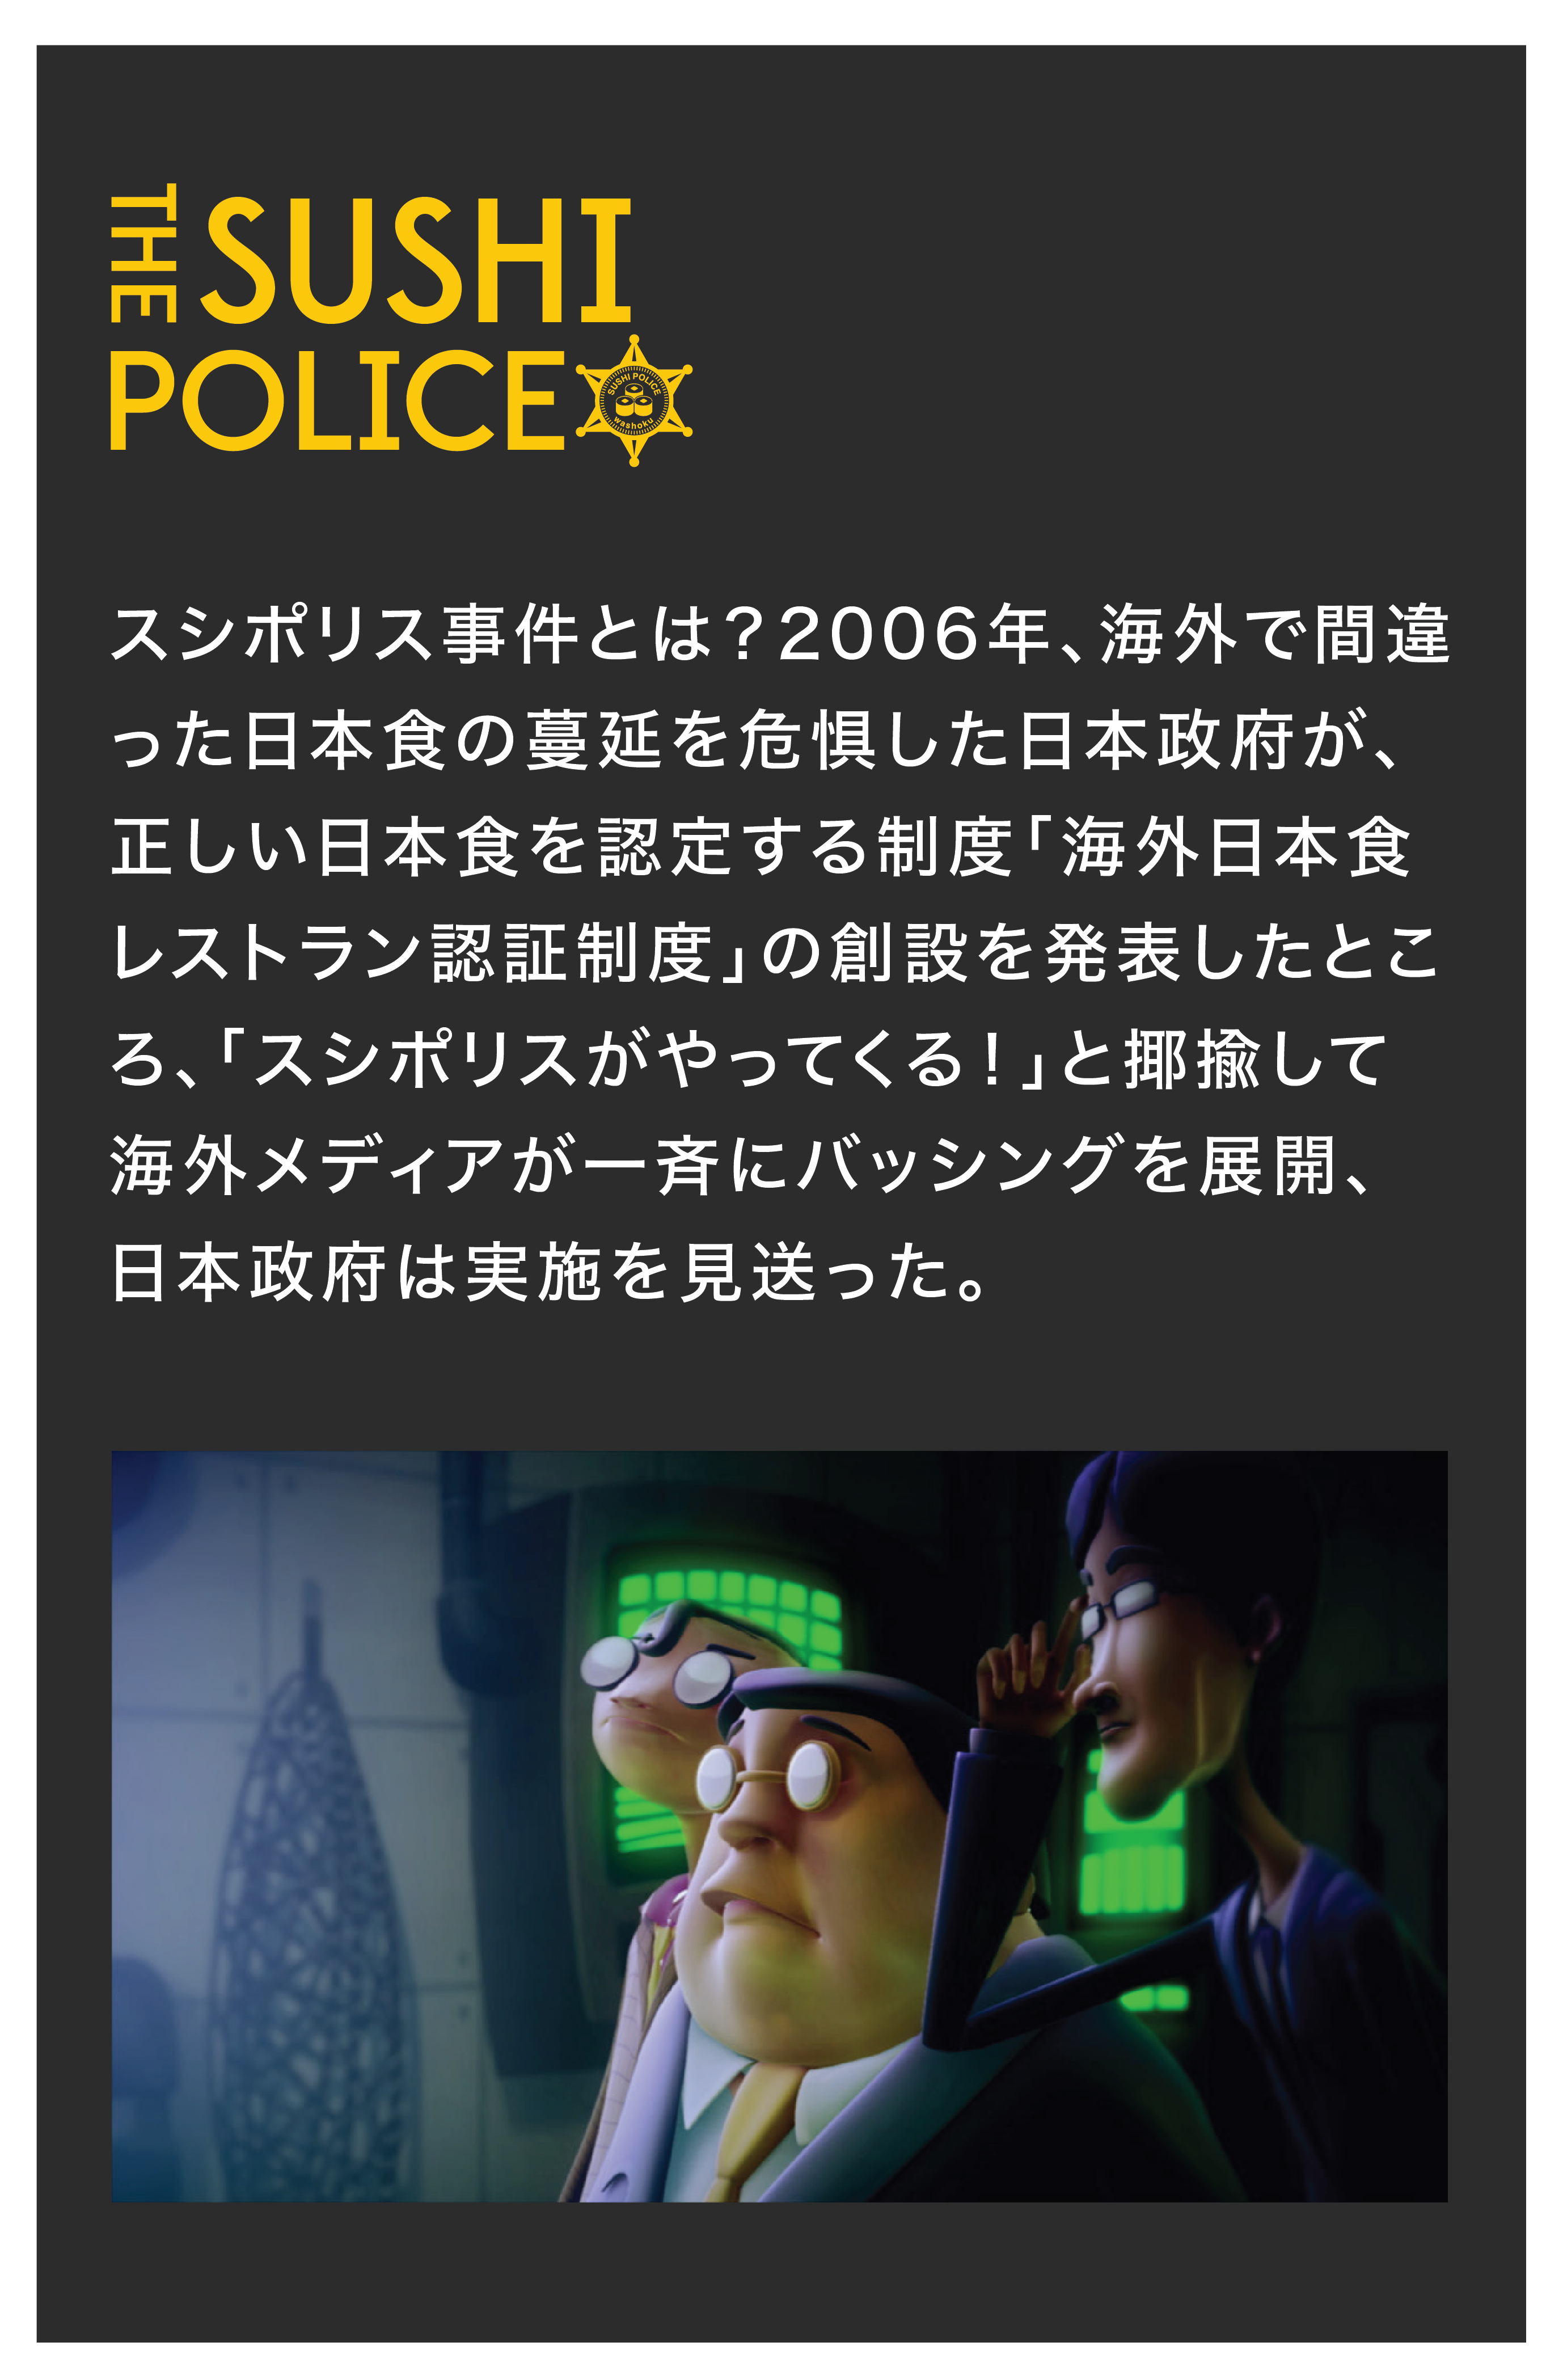 THE SUSHI
POLICE
SUSHI POLICE
washoku
スシポリス事件とは？2006年、海外で間違
った日本食の蔓延を危惧した日本政府が、
正しい日本食を認定する制度「海外日本食
レストラン認証制度」の創設を発表したとこ
ろ、「スシポリスがやってくる！」と揶揄して
海外メディアが一斉にバッシングを展開、
日本政府は実施を見送った。